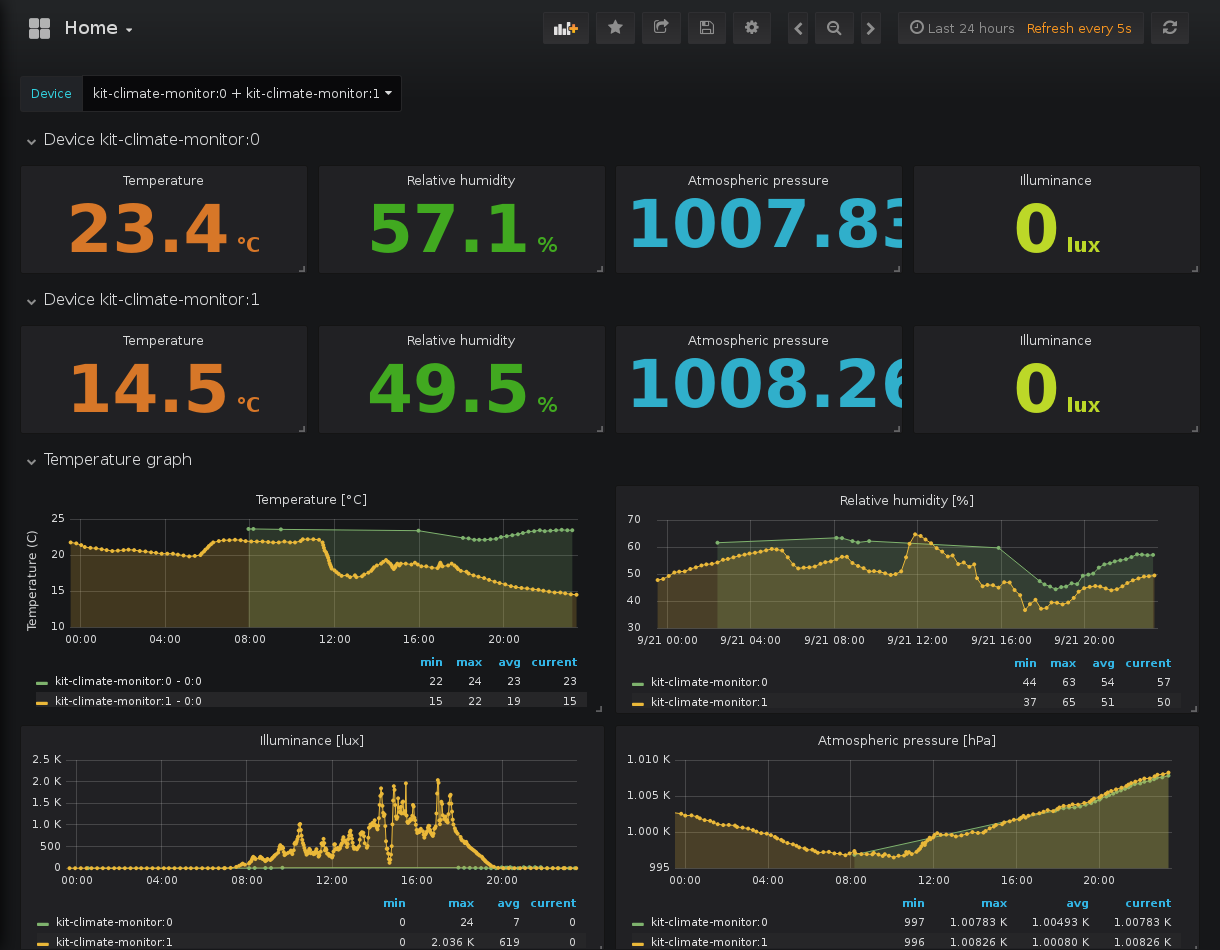 Home
Last 24 hours Refresh every 5s
Device kit-climate-monitor:0 + kit-climate-monitor:1
Device kit-climate-monitor:0
Temperature Relative humidity Atmospheric pressure Illuminance
23.4 °C 57.1 % 1007.83 0 lux
Device kit-climate-monitor:1
Temperature Relative humidity Atmospheric pressure Illuminance
14.5 °C 49.5 % 1008.26 0 lux
Temperature graph
Temperature [°C]
Temperature (C)
25
20
15
10
00:00 04:00 08:00 12:00 16:00 20:00
min max avg current
kit-climate-monitor:0 - 0:0 22 24 23 23
kit-climate-monitor:1 - 0:0 15 22 19 15
Relative humidity [%]
70
60
50
40
30
9/21 00:00 9/21 04:00 9/21 08:00 9/21 12:00 9/21 16:00 9/21 20:00
min max avg current
kit-climate-monitor:0 44 63 54 57
kit-climate-monitor:1 37 65 51 50
Illuminance [lux]
2.5 K
2.0 K
1.5 K
1.0 K
500
0
00:00 04:00 08:00 12:00 16:00 20:00
min max avg current
kit-climate-monitor:0 0 24 7 0
kit-climate-monitor:1 0 2.036 K 619 0
Atmospheric pressure [hPa]
1.010 K
1.005 K
1.000 K
995
00:00 04:00 08:00 12:00 16:00 20:00
min max avg current
kit-climate-monitor:0 997 1.00783 K 1.00493 K 1.00783 K
kit-climate-monitor:1 996 1.00826 K 1.00080 K 1.00826 K